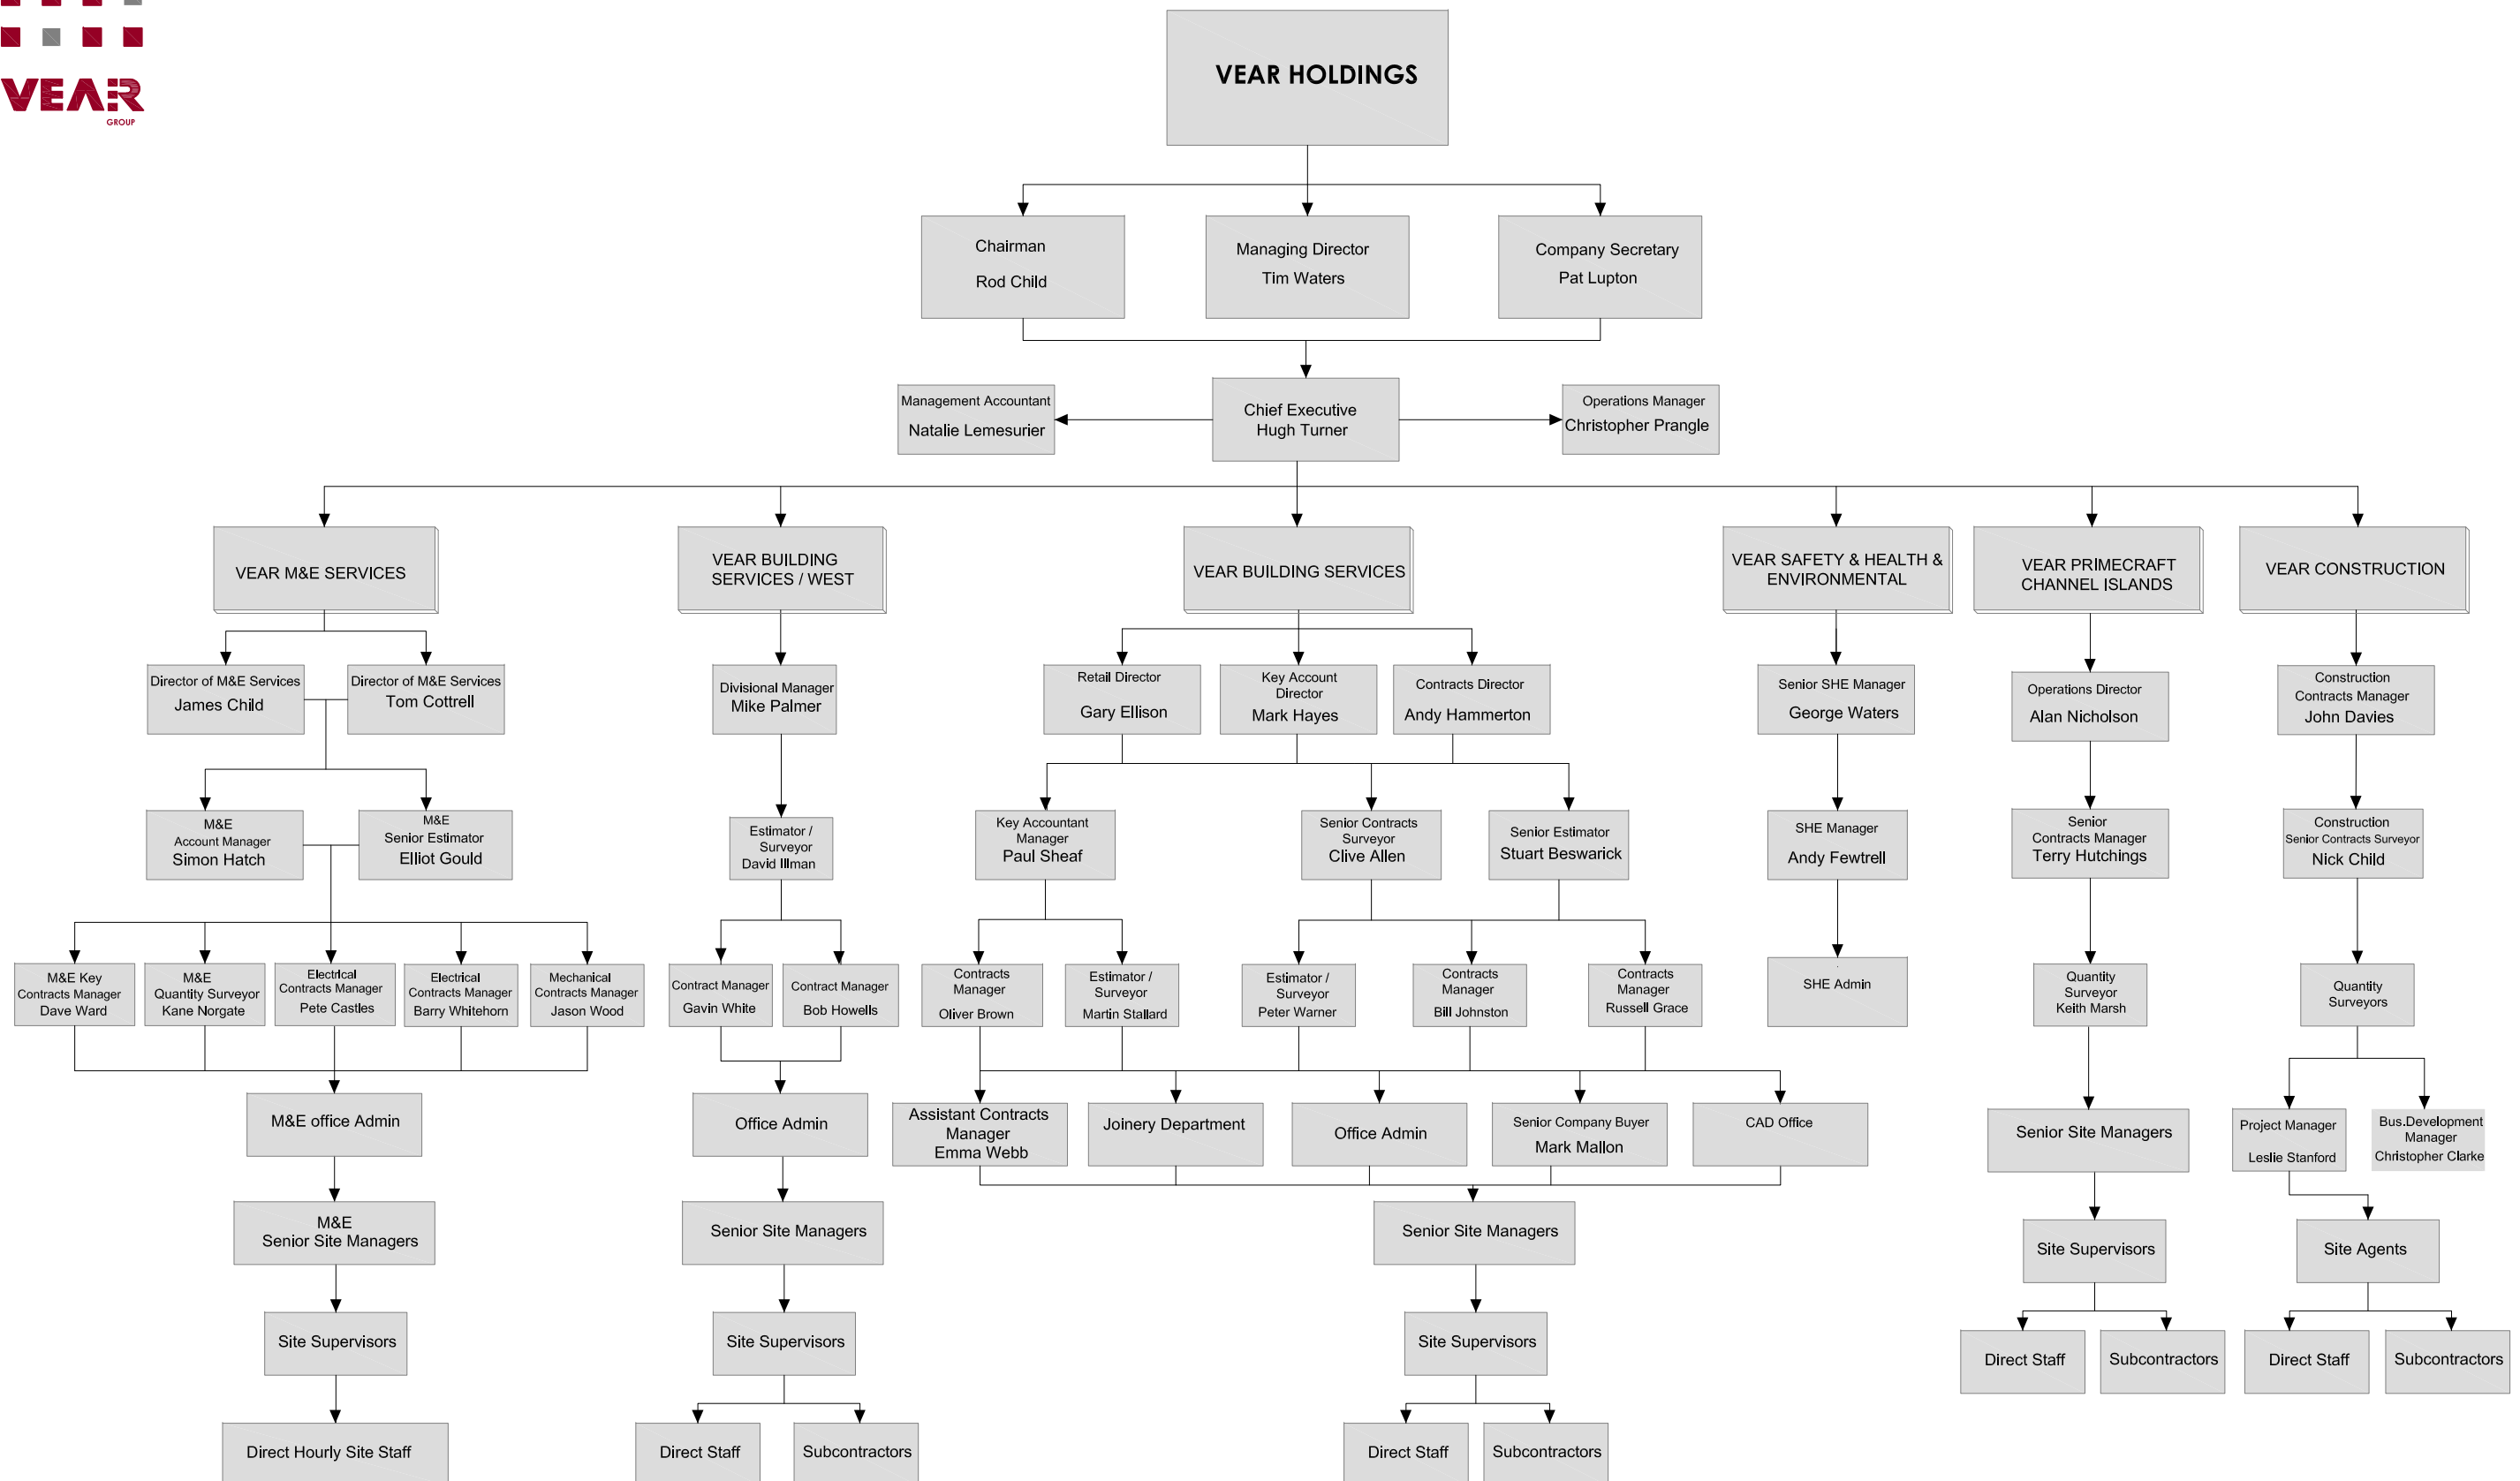 VEAR
GROUP
VEAR HOLDINGS
Chairman
Rod Child
Managing Director
Tim Waters
Company Secretary
Pat Lupton
Management Accountant
Natalie Lemesurier
Chief Executive
Hugh Turner
Operations Manager
Christopher Prangle
VEAR M&E SERVICES
VEAR BUILDING
SERVICES / WEST
VEAR BUILDING SERVICES
VEAR SAFETY & HEALTH &
ENVIRONMENTAL
VEAR PRIMECRAFT
CHANNEL ISLANDS
VEAR CONSTRUCTION
Director of M&E Services
James Child
Director of M&E Services
Tom Cottrell
Divisional Manager
Mike Palmer
Retail Director
Gary Ellison
Key Account
Director
Mark Hayes
Contracts Director
Andy Hammerton
Senior SHE Manager
George Waters
Operations Director
Alan Nicholson
Construction
Contracts Manager
John Davies
M&E
Account Manager
Simon Hatch
M&E
Senior Estimator
Elliot Gould
Estimator /
Surveyor
David Illman
Key Accountant
Manager
Paul Sheaf
Senior Contracts
Surveyor
Clive Allen
Senior Estimator
Stuart Beswarick
SHE Manager
Andy Fewtrell
Senior
Contracts Manager
Terry Hutchings
Construction
Senior Contracts Surveyor
Nick Child
M&E Key
Contracts Manager
Dave Ward
M&E
Quantity Surveyor
Kane Norgate
Electrical
Contracts Manager
Pete Castles
Electrical
Contracts Manager
Barry Whitehorn
Mechanical
Contracts Manager
Jason Wood
Contract Manager
Gavin White
Contract Manager
Bob Howells
Contracts
Manager
Oliver Brown
Estimator /
Surveyor
Martin Stallard
Estimator /
Surveyor
Peter Warner
Contracts
Manager
Bill Johnston
Contracts
Manager
Russell Grace
SHE Admin
Quantity
Surveyor
Keith Marsh
Quantity
Surveyors
M&E office Admin
Office Admin
Assistant Contracts
Manager
Emma Webb
Joinery Department
Office Admin
Senior Company Buyer
Mark Mallon
CAD Office
Senior Site Managers
Project Manager
Leslie Stanford
Bus.Development
Manager
Christopher Clarke
M&E
Senior Site Managers
Senior Site Managers
Senior Site Managers
Site Supervisors
Site Agents
Site Supervisors
Site Supervisors
Site Supervisors
Direct Staff
Subcontractors
Direct Staff
Subcontractors
Direct Hourly Site Staff
Direct Staff
Subcontractors
Direct Staff
Subcontractors